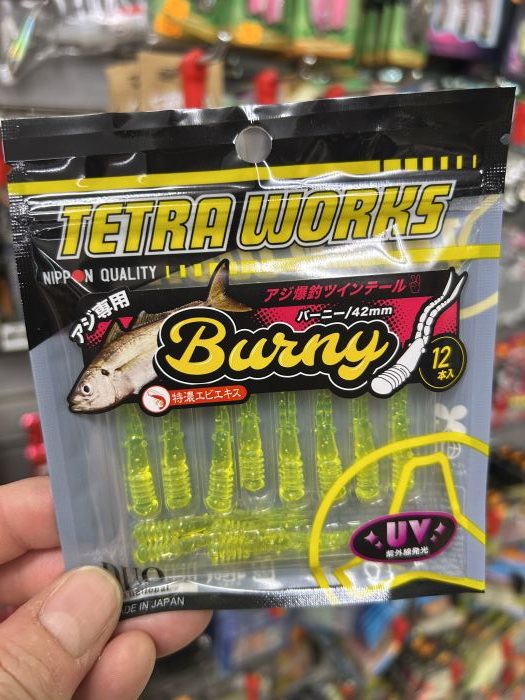 TETRA WORKS
NIPPON QUALITY
アジ専用
アジ爆釣ツインテール
バーニー/42mm
Burny
12
本入
特濃エビエキス
UV
紫外線発光
DUO
MADE IN JAPAN